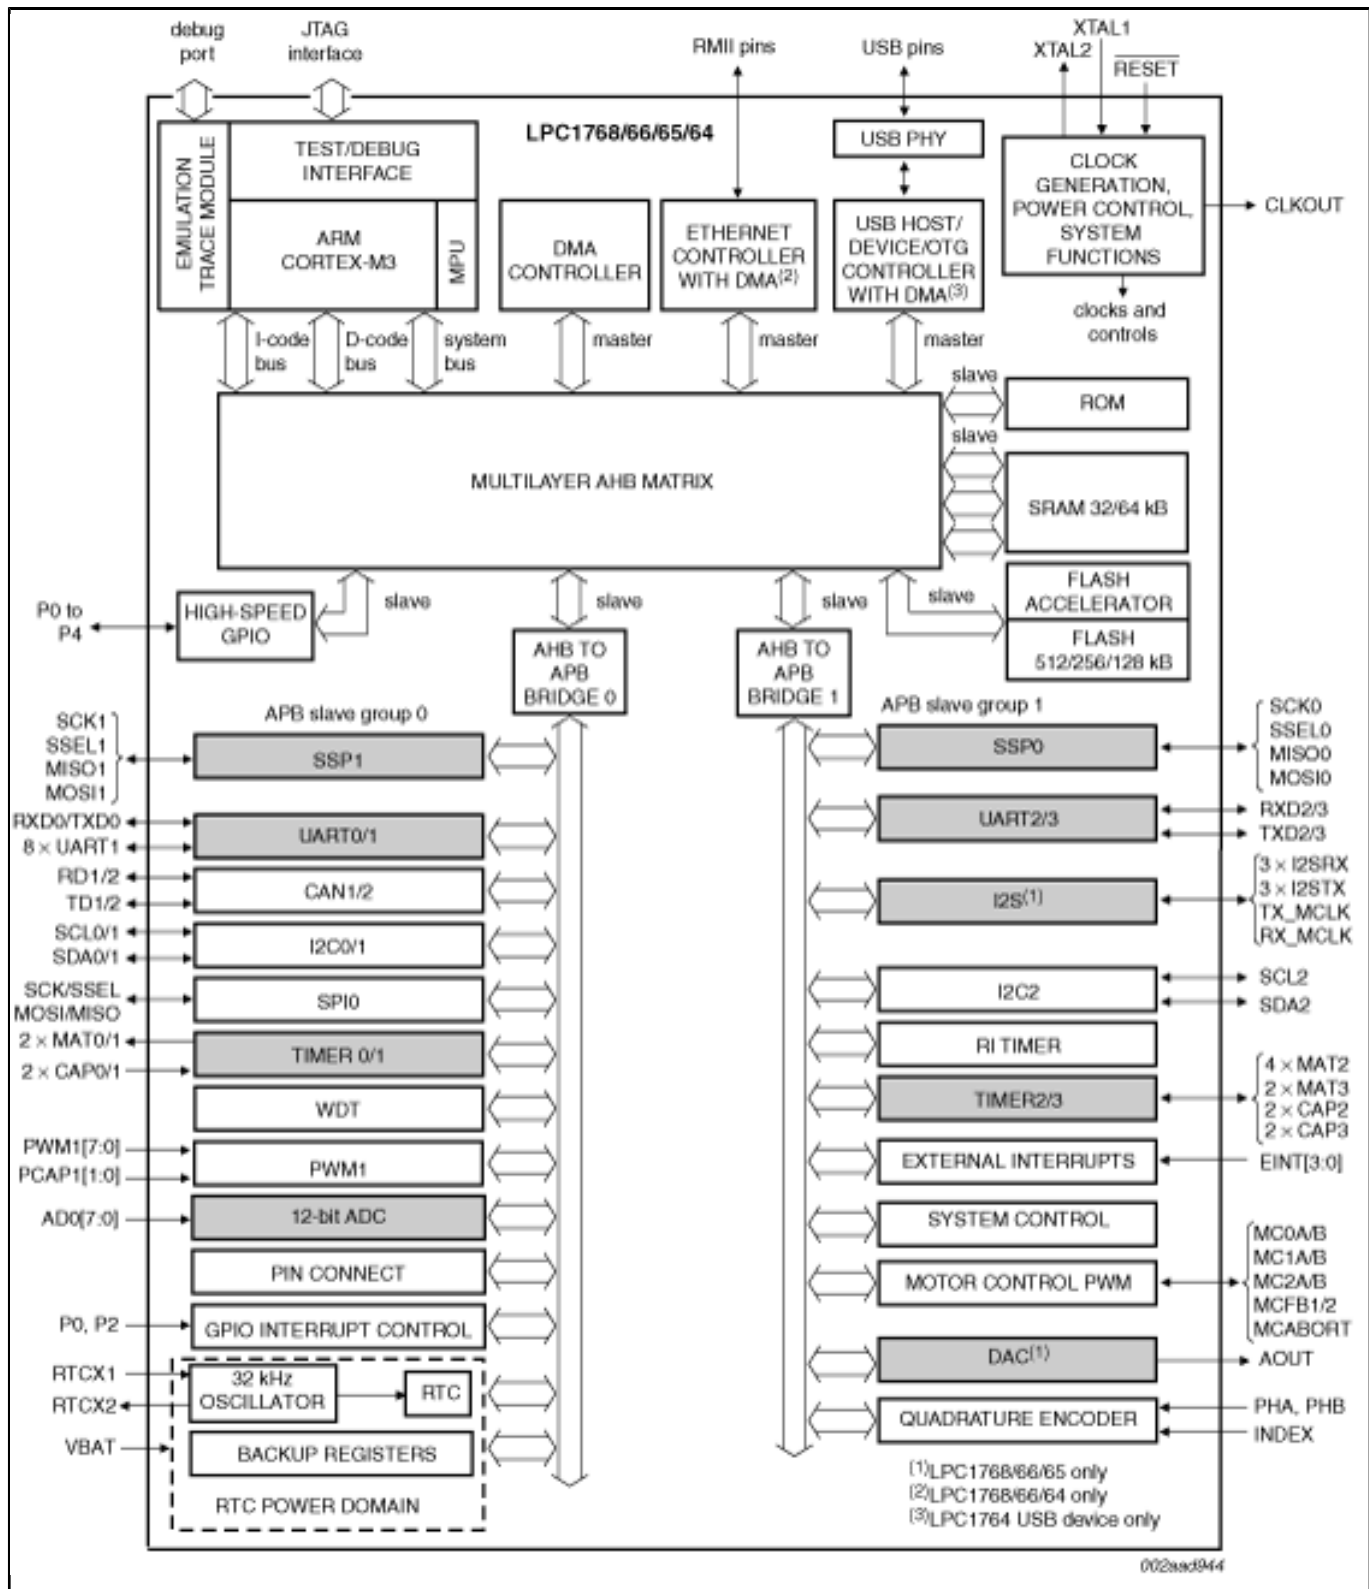 debug
port
JTAG
interface
RMII pins
USB pins
XTAL1
XTAL2
RESET
LPC1768/66/65/64
EMULATION
TRACE MODULE
TEST/DEBUG
INTERFACE
ARM
CORTEX-M3
MPU
DMA
CONTROLLER
ETHERNET
CONTROLLER
WITH DMA(2)
USB PHY
USB HOST/
DEVICE/OTG
CONTROLLER
WITH DMA(3)
CLOCK
GENERATION,
POWER CONTROL,
SYSTEM
FUNCTIONS
CLKOUT
clocks and
controls
I-code
bus
D-code
bus
system
bus
master
master
master
slave
ROM
slave
MULTILAYER AHB MATRIX
SRAM 32/64 kB
P0 to
P4
HIGH-SPEED
GPIO
slave
slave
slave
slave
FLASH
ACCELERATOR
FLASH
512/256/128 kB
AHB TO
APB
BRIDGE 0
AHB TO
APB
BRIDGE 1
APB slave group 0
SCK1
SSEL1
MISO1
MOSI1
SSP1
RXD0/TXD0
8 × UART1
UART0/1
RD1/2
TD1/2
CAN1/2
SCL0/1
SDA0/1
I2C0/1
SCK/SSEL
MOSI/MISO
SPI0
2 × MAT0/1
2 × CAP0/1
TIMER 0/1
WDT
PWM1[7:0]
PCAP1[1:0]
PWM1
AD0[7:0]
12-bit ADC
PIN CONNECT
P0, P2
GPIO INTERRUPT CONTROL
RTCX1
RTCX2
32 kHz
OSCILLATOR
RTC
VBAT
BACKUP REGISTERS
RTC POWER DOMAIN
APB slave group 1
SSP0
SCK0
SSEL0
MISO0
MOSI0
UART2/3
RXD2/3
TXD2/3
I2S(1)
3 × I2SRX
3 × I2STX
TX_MCLK
RX_MCLK
I2C2
SCL2
SDA2
RI TIMER
TIMER2/3
4 × MAT2
2 × MAT3
2 × CAP2
2 × CAP3
EXTERNAL INTERRUPTS
EINT[3:0]
SYSTEM CONTROL
MOTOR CONTROL PWM
MC0A/B
MC1A/B
MC2A/B
MCFB1/2
MCABORT
DAC(1)
AOUT
QUADRATURE ENCODER
PHA, PHB
INDEX
(1)LPC1768/66/65 only
(2)LPC1768/66/64 only
(3)LPC1764 USB device only
002aad944